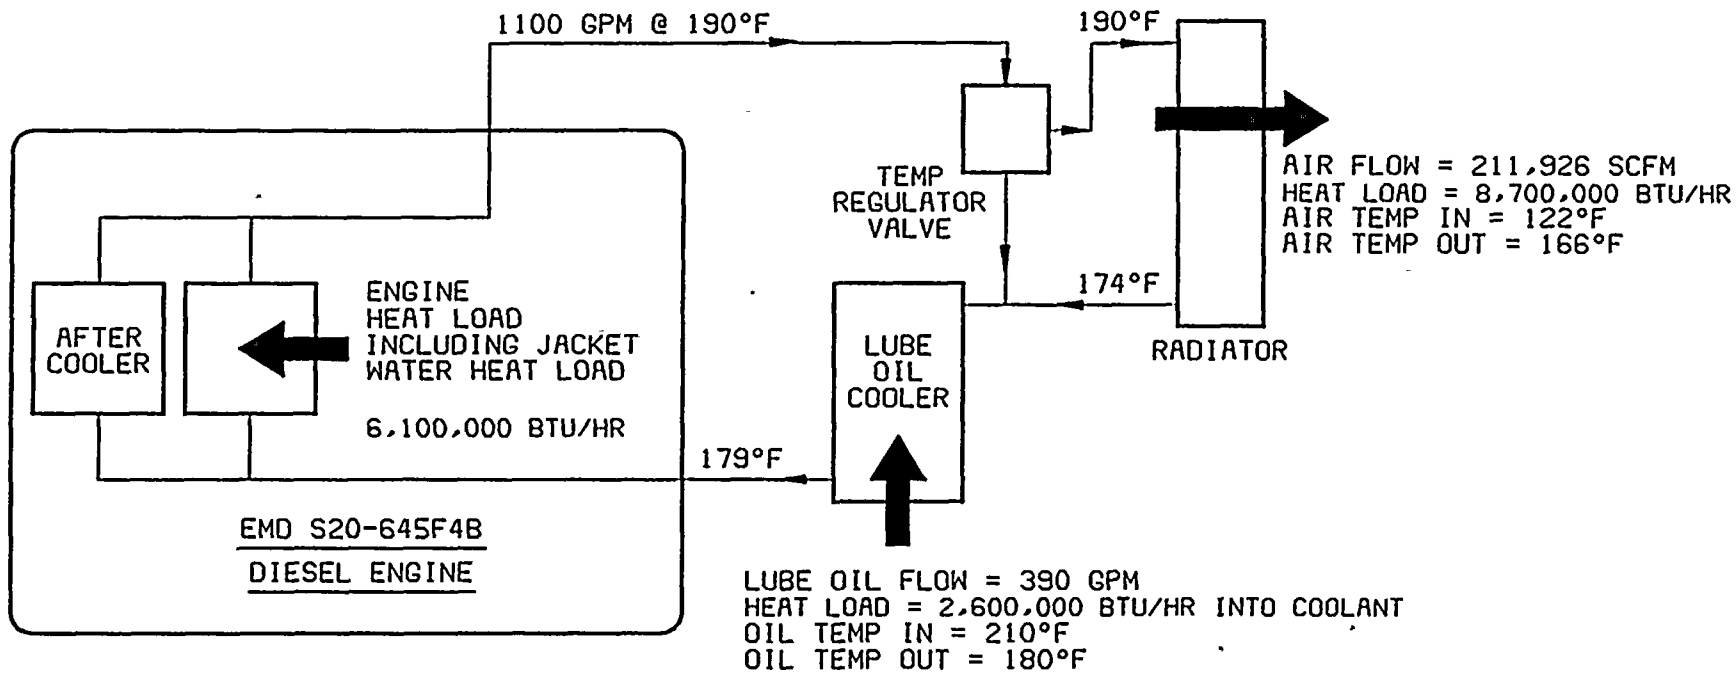 1100 GPM @ 190°F
190°F
TEMP
REGULATOR
VALVE
AIR FLOW = 211,926 SCFM
HEAT LOAD = 8,700,000 BTU/HR
AIR TEMP IN = 122°F
AIR TEMP OUT = 166°F
174°F
RADIATOR
AFTER
COOLER
ENGINE
HEAT LOAD
INCLUDING JACKET
WATER HEAT LOAD
6,100,000 BTU/HR
LUBE
OIL
COOLER
179°F
EMD S20-645F4B
DIESEL ENGINE
LUBE OIL FLOW = 390 GPM
HEAT LOAD = 2,600,000 BTU/HR INTO COOLANT
OIL TEMP IN = 210°F
OIL TEMP OUT = 180°F